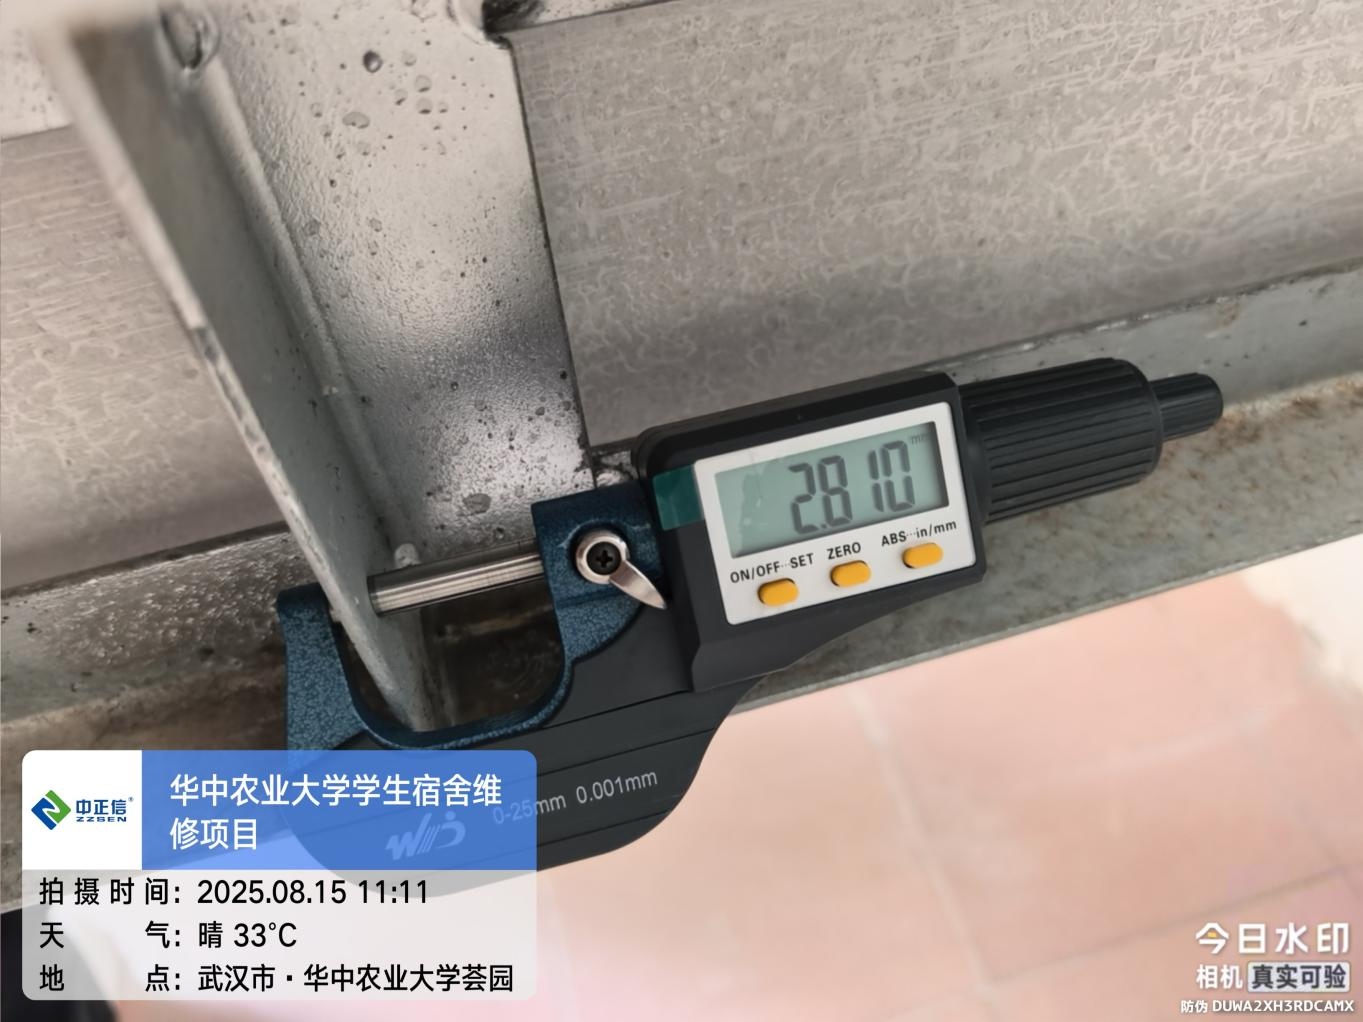 mm
2.810
ON/OFF···SET ZERO ABS···in/mm
0-25mm 0.001mm
中正信®
ZZSEN
华中农业大学学生宿舍维
修项目
拍摄时间：2025.08.15 11:11
天气：晴 33°C
地点：武汉市·华中农业大学荟园
今日水印
相机 真实可验
防伪 DUWA2XH3RDCAMX